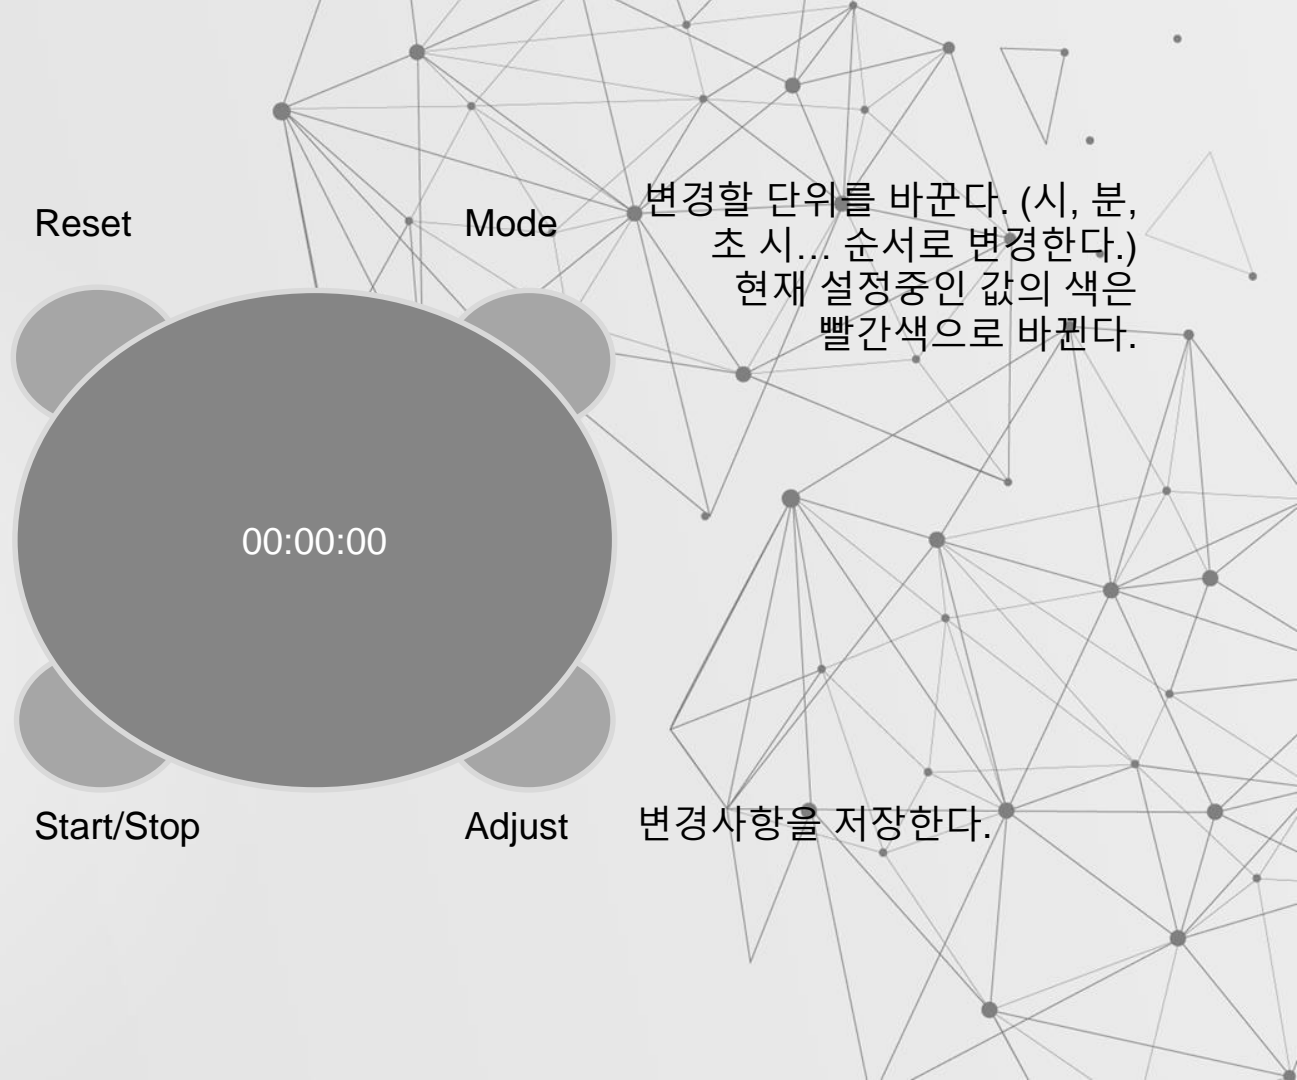 Reset
Mode
변경할 단위를 바꾼다. (시, 분,
초 시... 순서로 변경한다.)
현재 설정중인 값의 색은
빨간색으로 바뀐다.
00:00:00
Start/Stop
Adjust
변경사항을 저장한다.